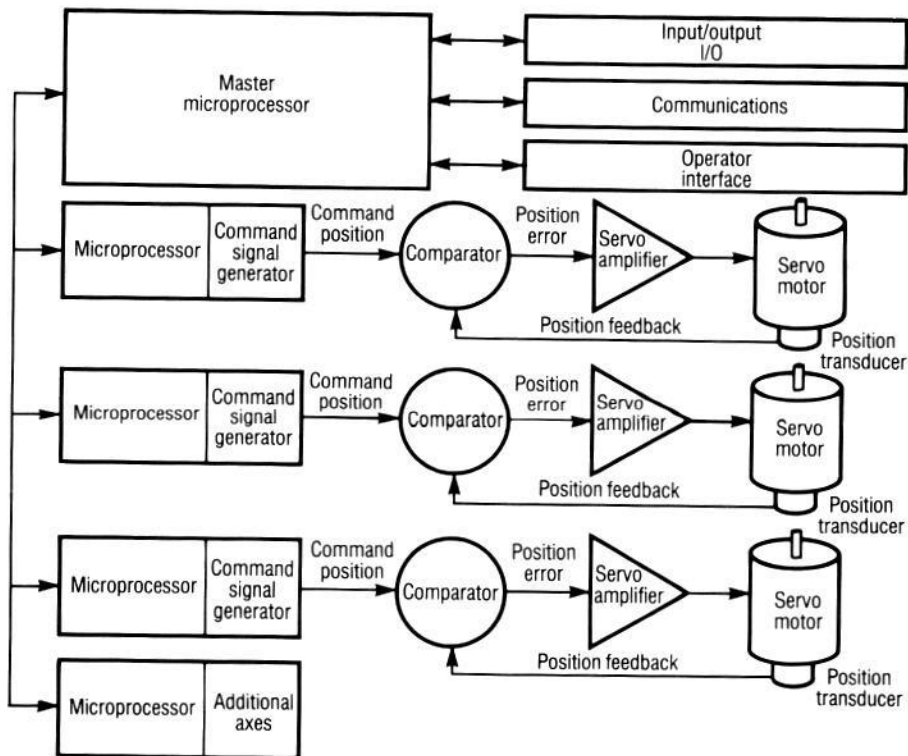 Master
microprocessor
Input/output
I/O
Communications
Operator
interface
Microprocessor
Command
signal
generator
Command
position
Comparator
Position
error
Servo
amplifier
Servo
motor
Position feedback
Position
transducer
Microprocessor
Command
signal
generator
Command
position
Comparator
Position
error
Servo
amplifier
Servo
motor
Position feedback
Position
transducer
Microprocessor
Command
signal
generator
Command
position
Comparator
Position
error
Servo
amplifier
Servo
motor
Position feedback
Position
transducer
Microprocessor
Additional
axes